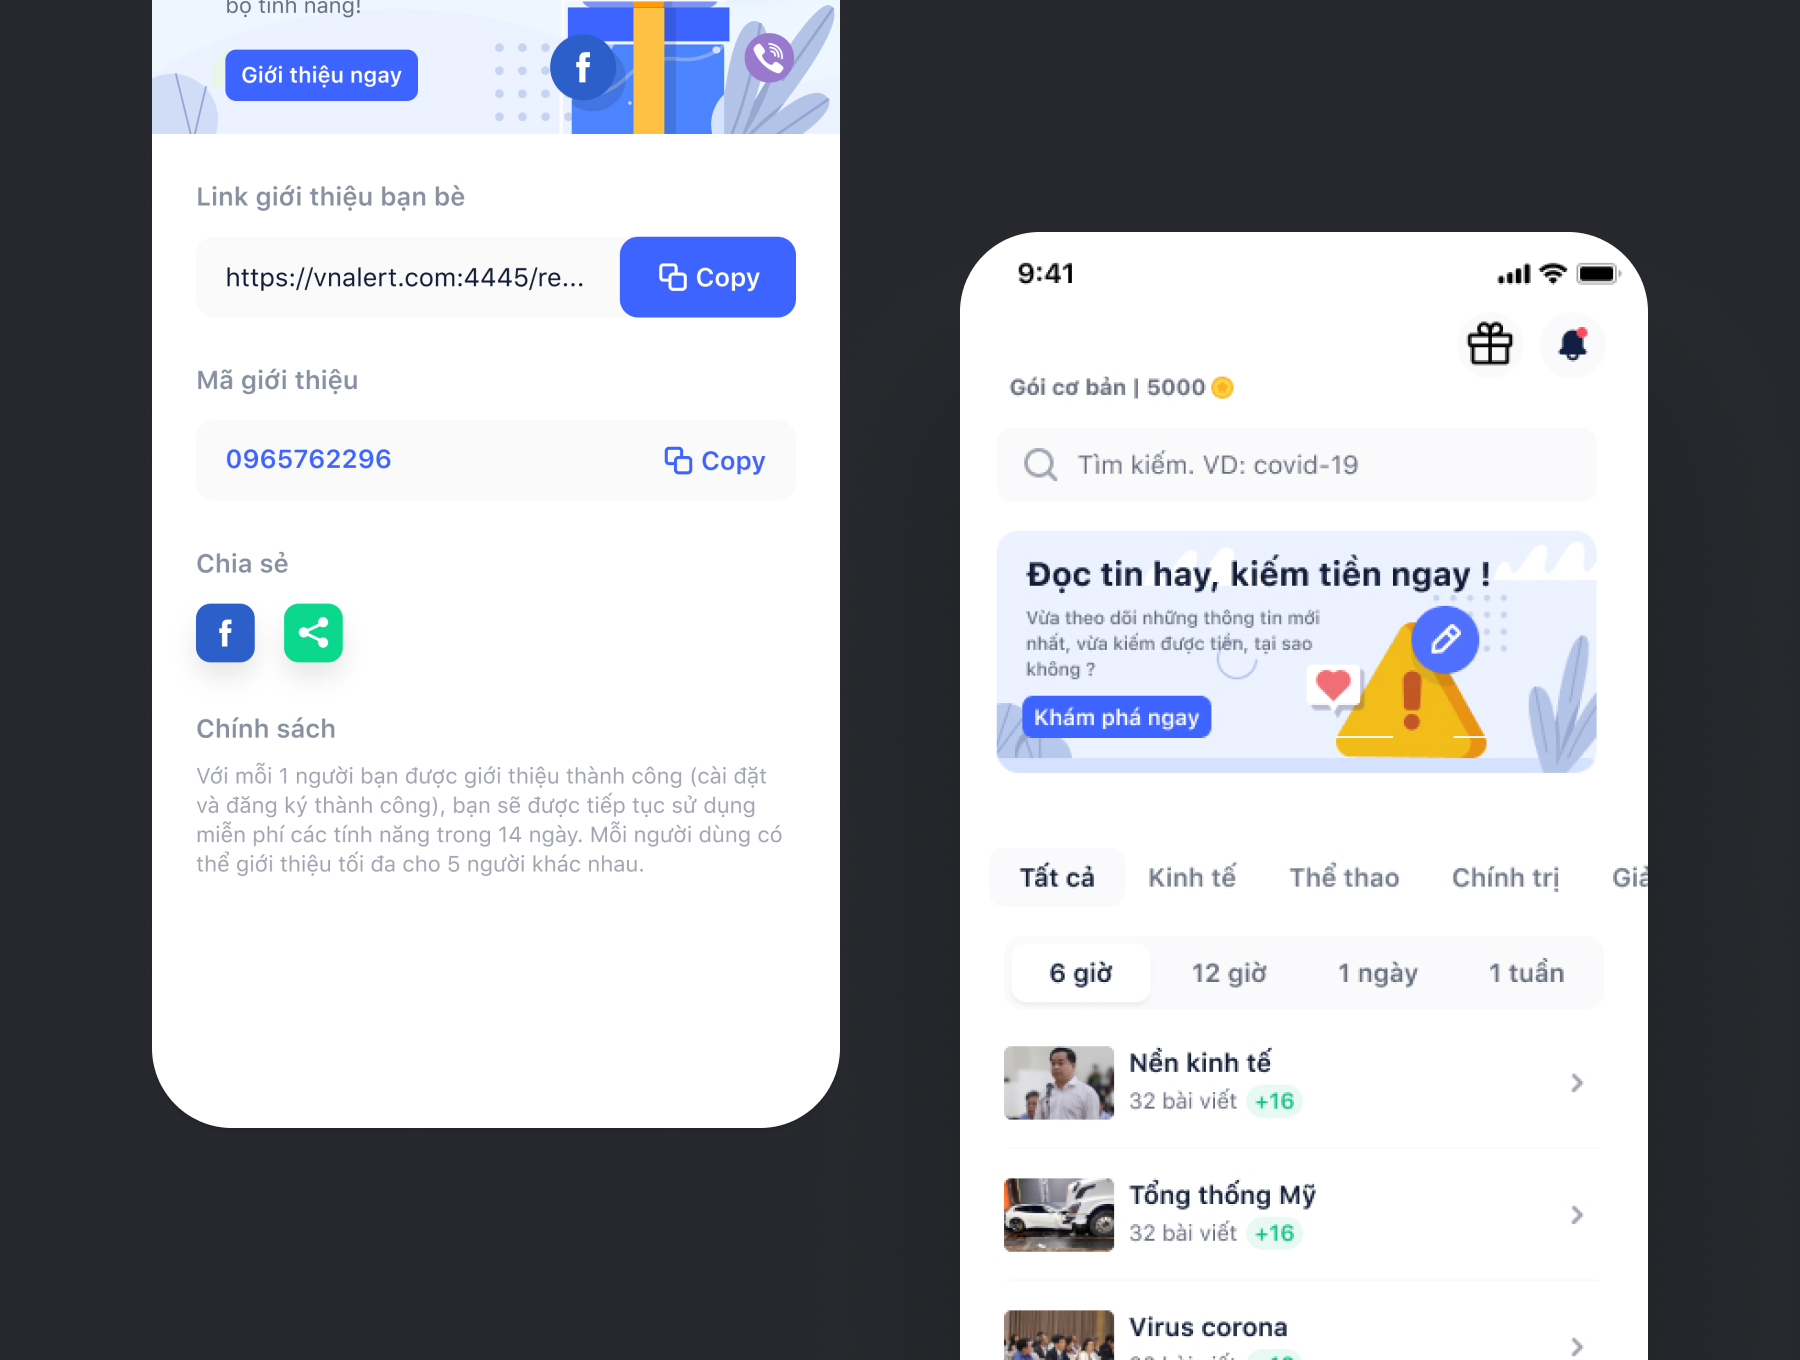 bộ tính năng!
Giới thiệu ngay
Link giới thiệu bạn bè
https://vnalert.com:4445/re...
Copy
Mã giới thiệu
0965762296
Copy
Chia sẻ
Chính sách
Với mỗi 1 người bạn được giới thiệu thành công (cài đặt
và đăng ký thành công), bạn sẽ được tiếp tục sử dụng
miễn phí các tính năng trong 14 ngày. Mỗi người dùng có
thể giới thiệu tối đa cho 5 người khác nhau.
9:41
Gói cơ bản | 5000
Tìm kiếm. VD: covid-19
Đọc tin hay, kiếm tiền ngay !
Vừa theo dõi những thông tin mới
nhất, vừa kiếm được tiền, tại sao
không ?
Khám phá ngay
Tất cả
Kinh tế
Thể thao
Chính trị
Giả
6 giờ
12 giờ
1 ngày
1 tuần
Nền kinh tế
32 bài viết +16
Tổng thống Mỹ
32 bài viết +16
Virus corona